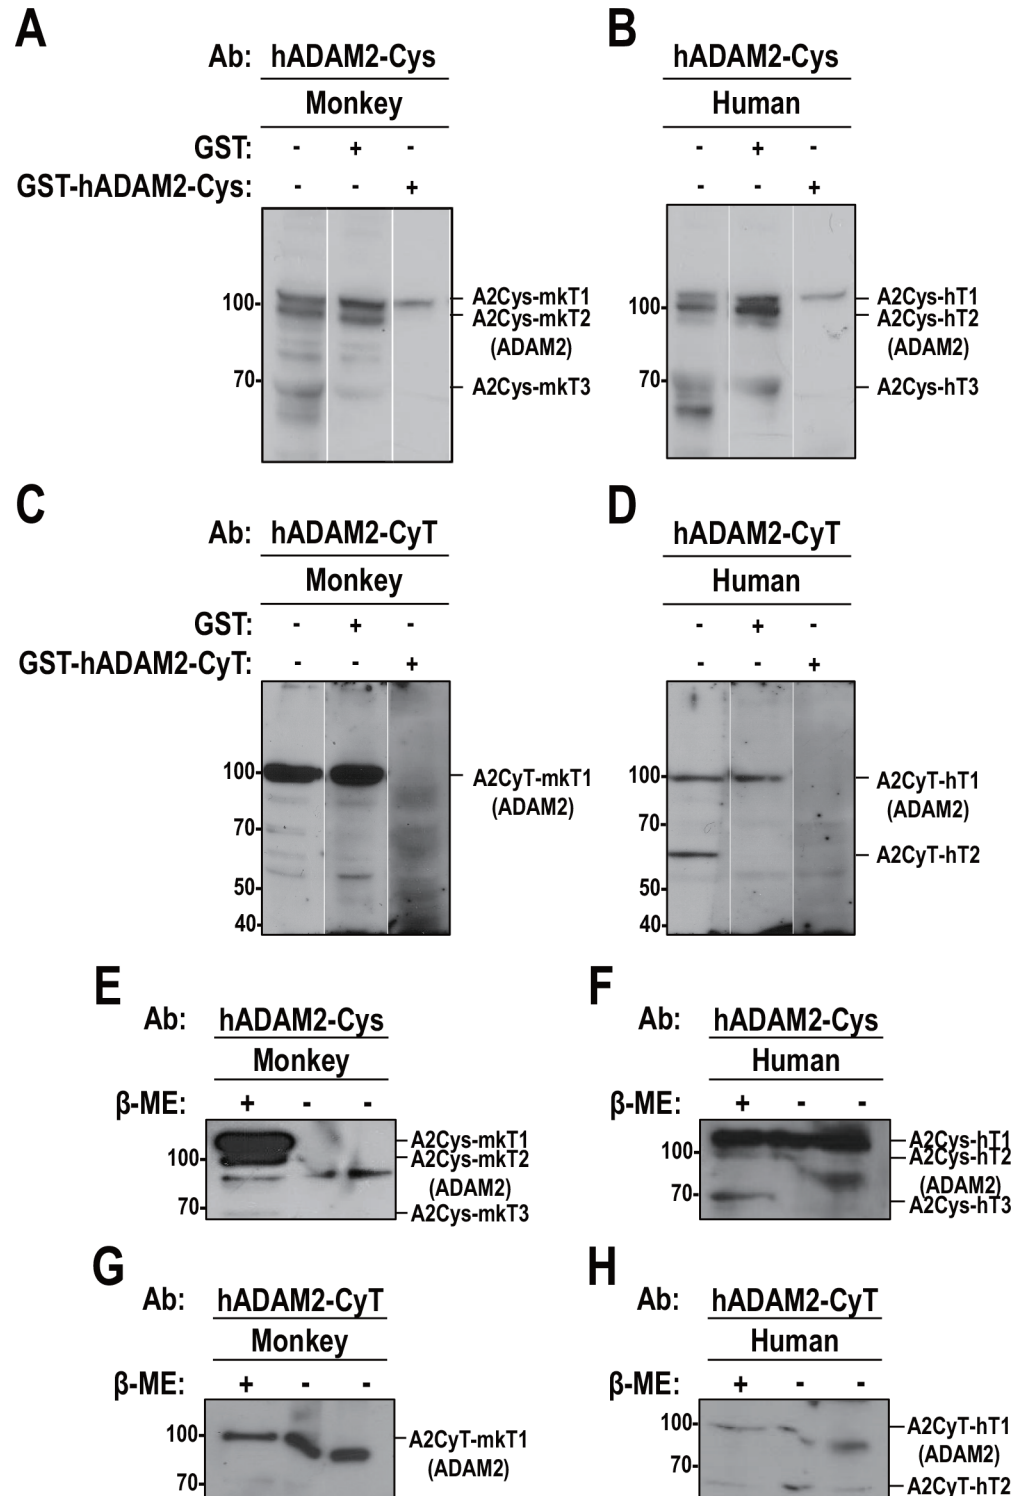 A
B
Ab: hADAM2-Cys
hADAM2-Cys
Monkey
Human
GST: - + -
- + -
GST-hADAM2-Cys: - - +
- - +
100
A2Cys-mkT1
A2Cys-mkT2
(ADAM2)
70
A2Cys-mkT3
100
A2Cys-hT1
A2Cys-hT2
(ADAM2)
70
A2Cys-hT3
C
D
Ab: hADAM2-CyT
hADAM2-CyT
Monkey
Human
GST: - + -
- + -
GST-hADAM2-CyT: - - +
- - +
100
A2CyT-mkT1
(ADAM2)
70
50
40
100
A2CyT-hT1
(ADAM2)
70
A2CyT-hT2
50
40
E
F
Ab: hADAM2-Cys
Ab: hADAM2-Cys
Monkey
Human
β-ME: + - -
β-ME: + - -
A2Cys-mkT1
100
A2Cys-mkT2
(ADAM2)
70
A2Cys-mkT3
A2Cys-hT1
100
A2Cys-hT2
(ADAM2)
70
A2Cys-hT3
G
H
Ab: hADAM2-CyT
Ab: hADAM2-CyT
Monkey
Human
β-ME: + - -
β-ME: + - -
100
A2CyT-mkT1
(ADAM2)
70
100
A2CyT-hT1
(ADAM2)
70
A2CyT-hT2